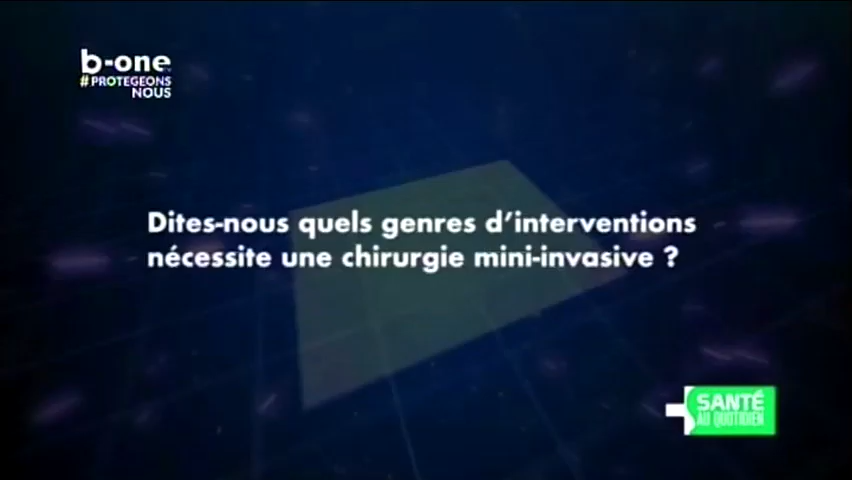 b-one
#PROTEGEONS
NOUS
Dites-nous quels genres d'interventions
nécessite une chirurgie mini-invasive ?
SANTÉ
AU QUOTIDIEN